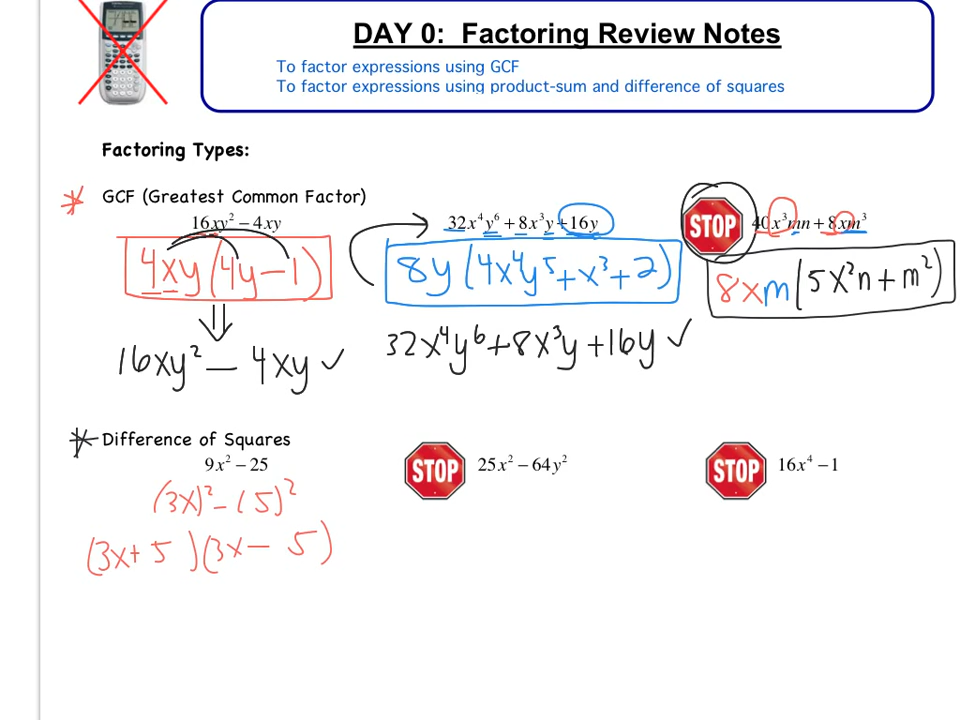 DAY 0: Factoring Review Notes
To factor expressions using GCF
To factor expressions using product-sum and difference of squares
Factoring Types:
* GCF (Greatest Common Factor)
16xy² – 4xy
32x⁴y⁶ + 8x³y + 16y
STOP 40x³mn + 8xm³
4xy(4y – 1)
8y(4x⁴y⁵ + x³ + 2)
8xm(5x²n + m²)
16xy² – 4xy ✓
32x⁴y⁶ + 8x³y + 16y ✓
* Difference of Squares
9x² – 25
STOP 25x² – 64y²
STOP 16x⁴ – 1
(3x)² – (5)²
(3x + 5)(3x – 5)